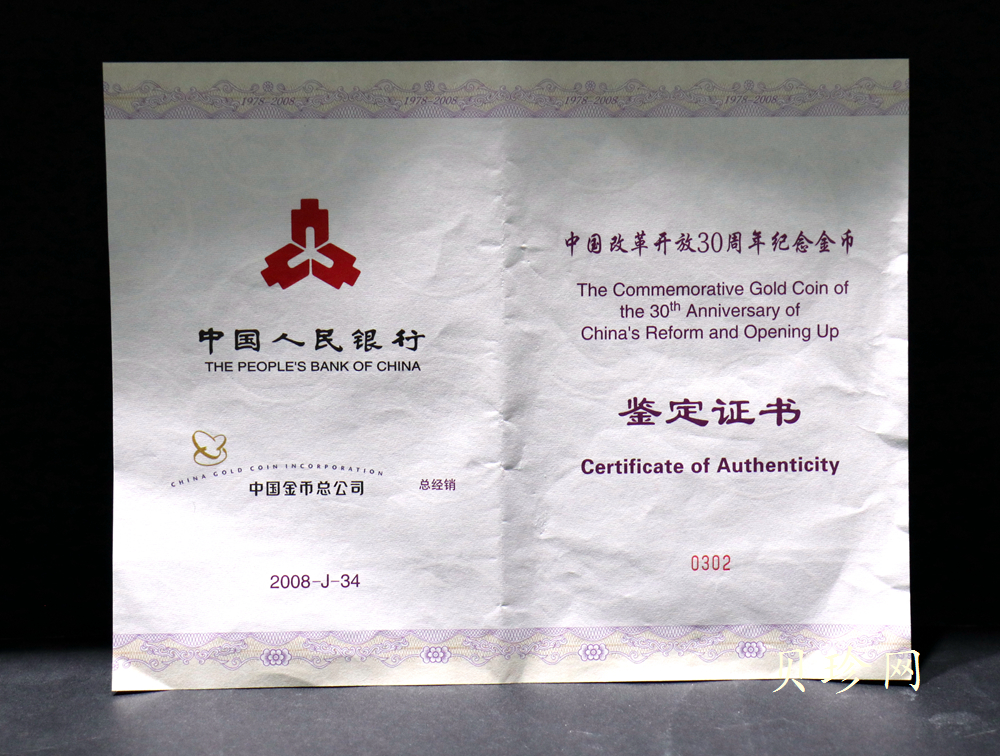 1978-2008 1978-2008 1978-2008 1978-2008
中国人民银行
THE PEOPLE'S BANK OF CHINA
CHINA GOLD COIN INCORPORATION
中国金币总公司 总经销
2008-J-34
中国改革开放30周年纪念金币
The Commemorative Gold Coin of
the 30th Anniversary of
China's Reform and Opening Up
鉴定证书
Certificate of Authenticity
0302
贝珍网